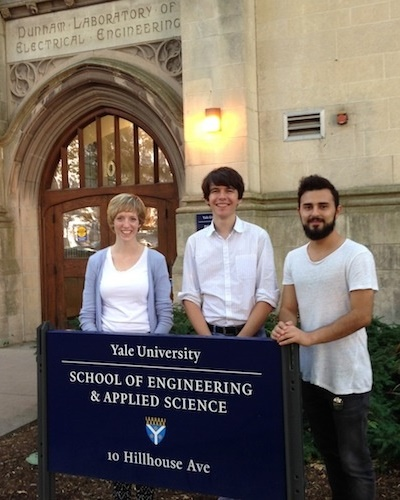 DUNHAM LABORATORY OF
ELECTRICAL ENGINEERING
Yale University
SCHOOL OF ENGINEERING
& APPLIED SCIENCE
10 HILLHOUSE AVE